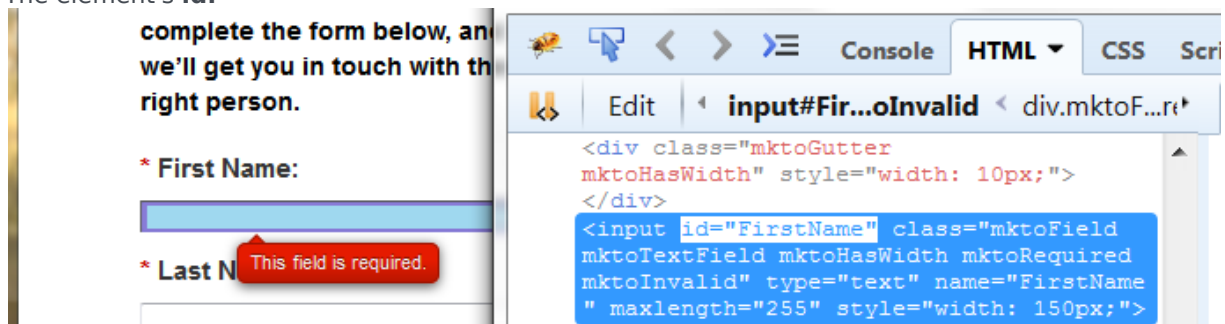 The element's id.
complete the form below, an
we'll get you in touch with th
right person.
* First Name:
This field is required.
* Last N
Console HTML CSS Scri
Edit input#Fir...oInvalid < div.mktoF...re
<div class="mktoGutter
mktoHasWidth" style="width: 10px;">
</div>
<input id="FirstName" class="mktoField
mktoTextField mktoHasWidth mktoRequired
mktoInvalid" type="text" name="FirstName
" maxlength="255" style="width: 150px;">